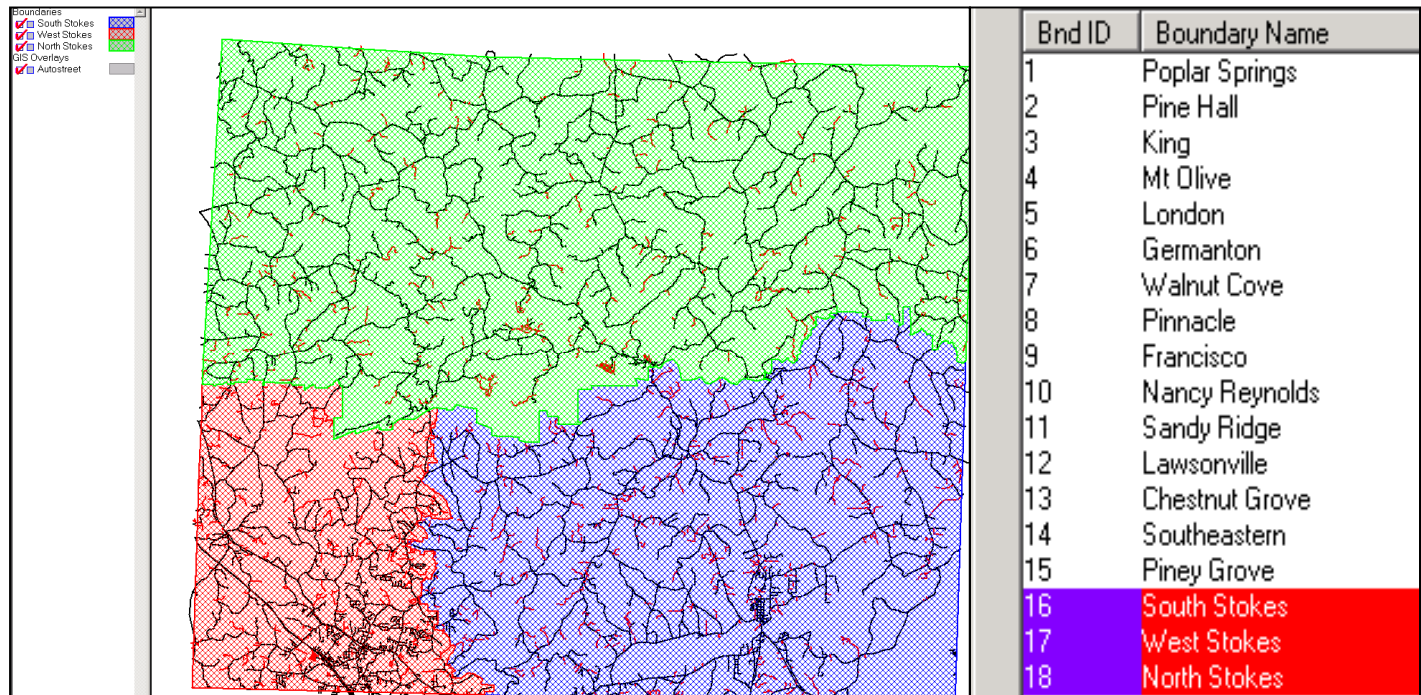 Boundaries
South Stokes
West Stokes
North Stokes
GIS Overlays
Autostreet
Bnd ID Boundary Name
1 Poplar Springs
2 Pine Hall
3 King
4 Mt Olive
5 London
6 Germanton
7 Walnut Cove
8 Pinnacle
9 Francisco
10 Nancy Reynolds
11 Sandy Ridge
12 Lawsonville
13 Chestnut Grove
14 Southeastern
15 Piney Grove
16 South Stokes
17 West Stokes
18 North Stokes